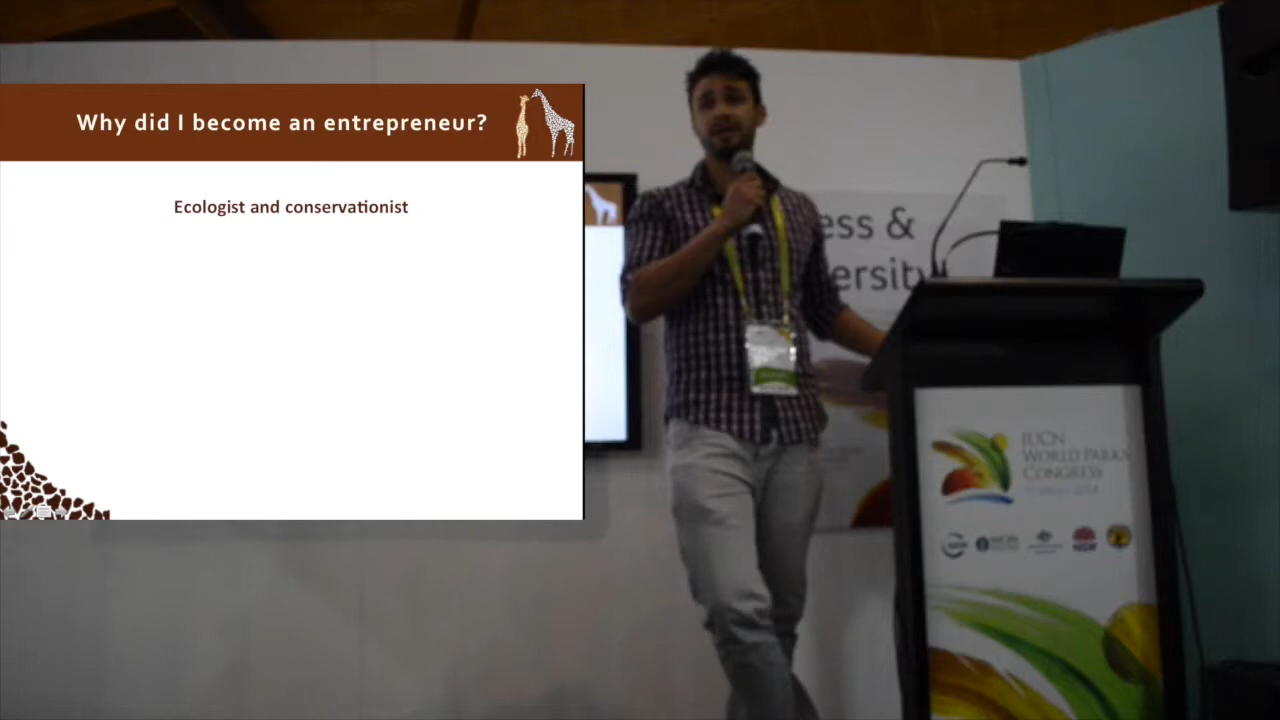 Why did I become an entrepreneur?
Ecologist and conservationist
ess &
ersity
IUCN
WORLD PARKS
CONGRESS